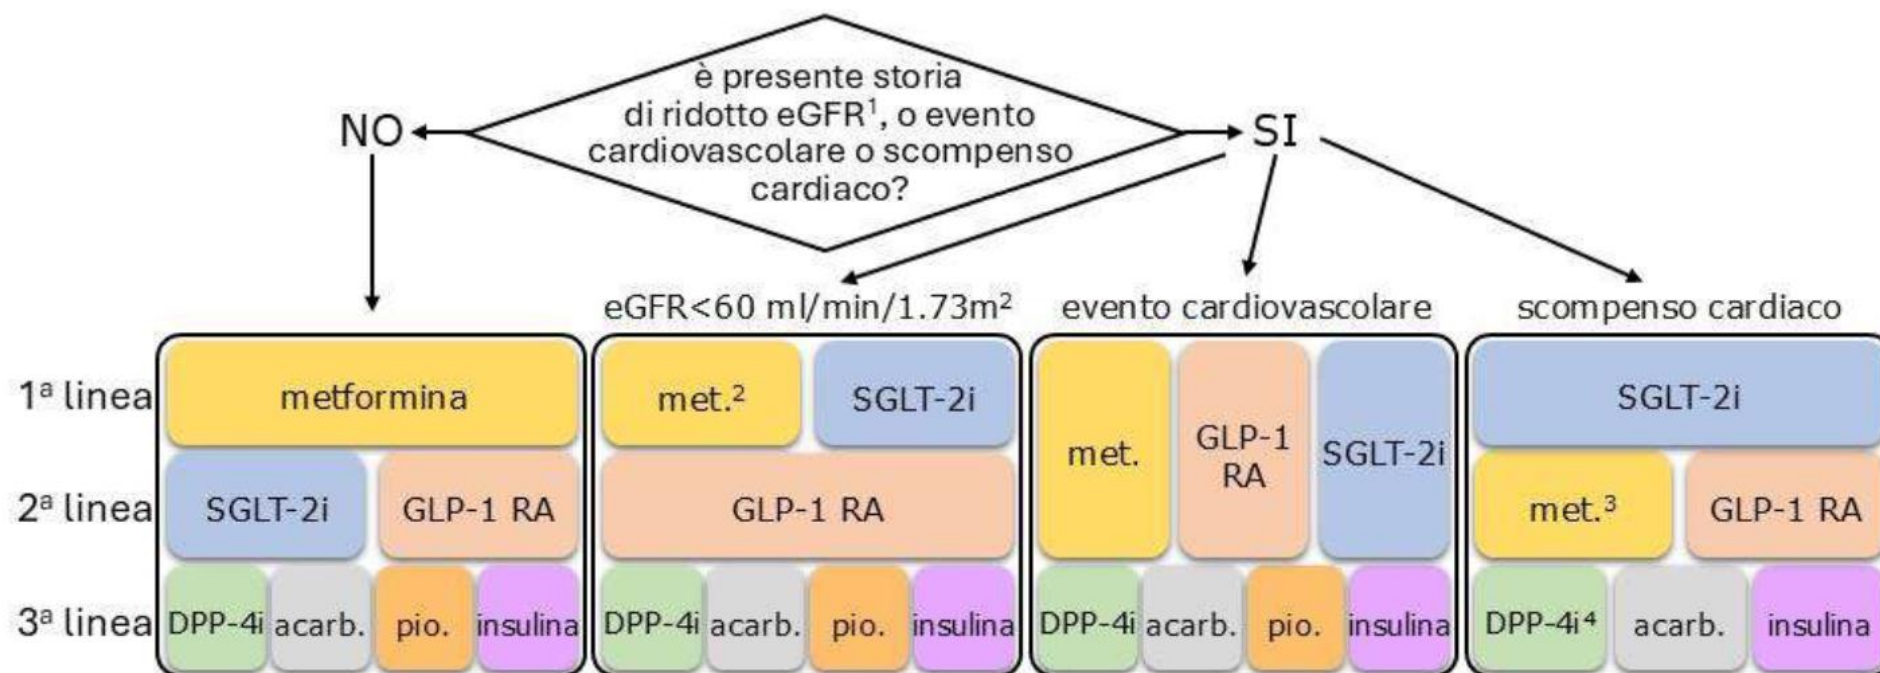 è presente storia
di ridotto eGFR¹, o evento
cardiovascolare o scompenso
cardiaco?
NO
SI
eGFR<60 ml/min/1.73m²
evento cardiovascolare
scompenso cardiaco
1ª linea
metformina
met.²
SGLT-2i
met.
GLP-1
RA
SGLT-2i
SGLT-2i
2ª linea
SGLT-2i
GLP-1 RA
GLP-1 RA
met.³
GLP-1 RA
3ª linea
DPP-4i
acarb.
pio.
insulina
DPP-4i
acarb.
pio.
insulina
DPP-4i
acarb.
pio.
insulina
DPP-4i⁴
acarb.
insulina